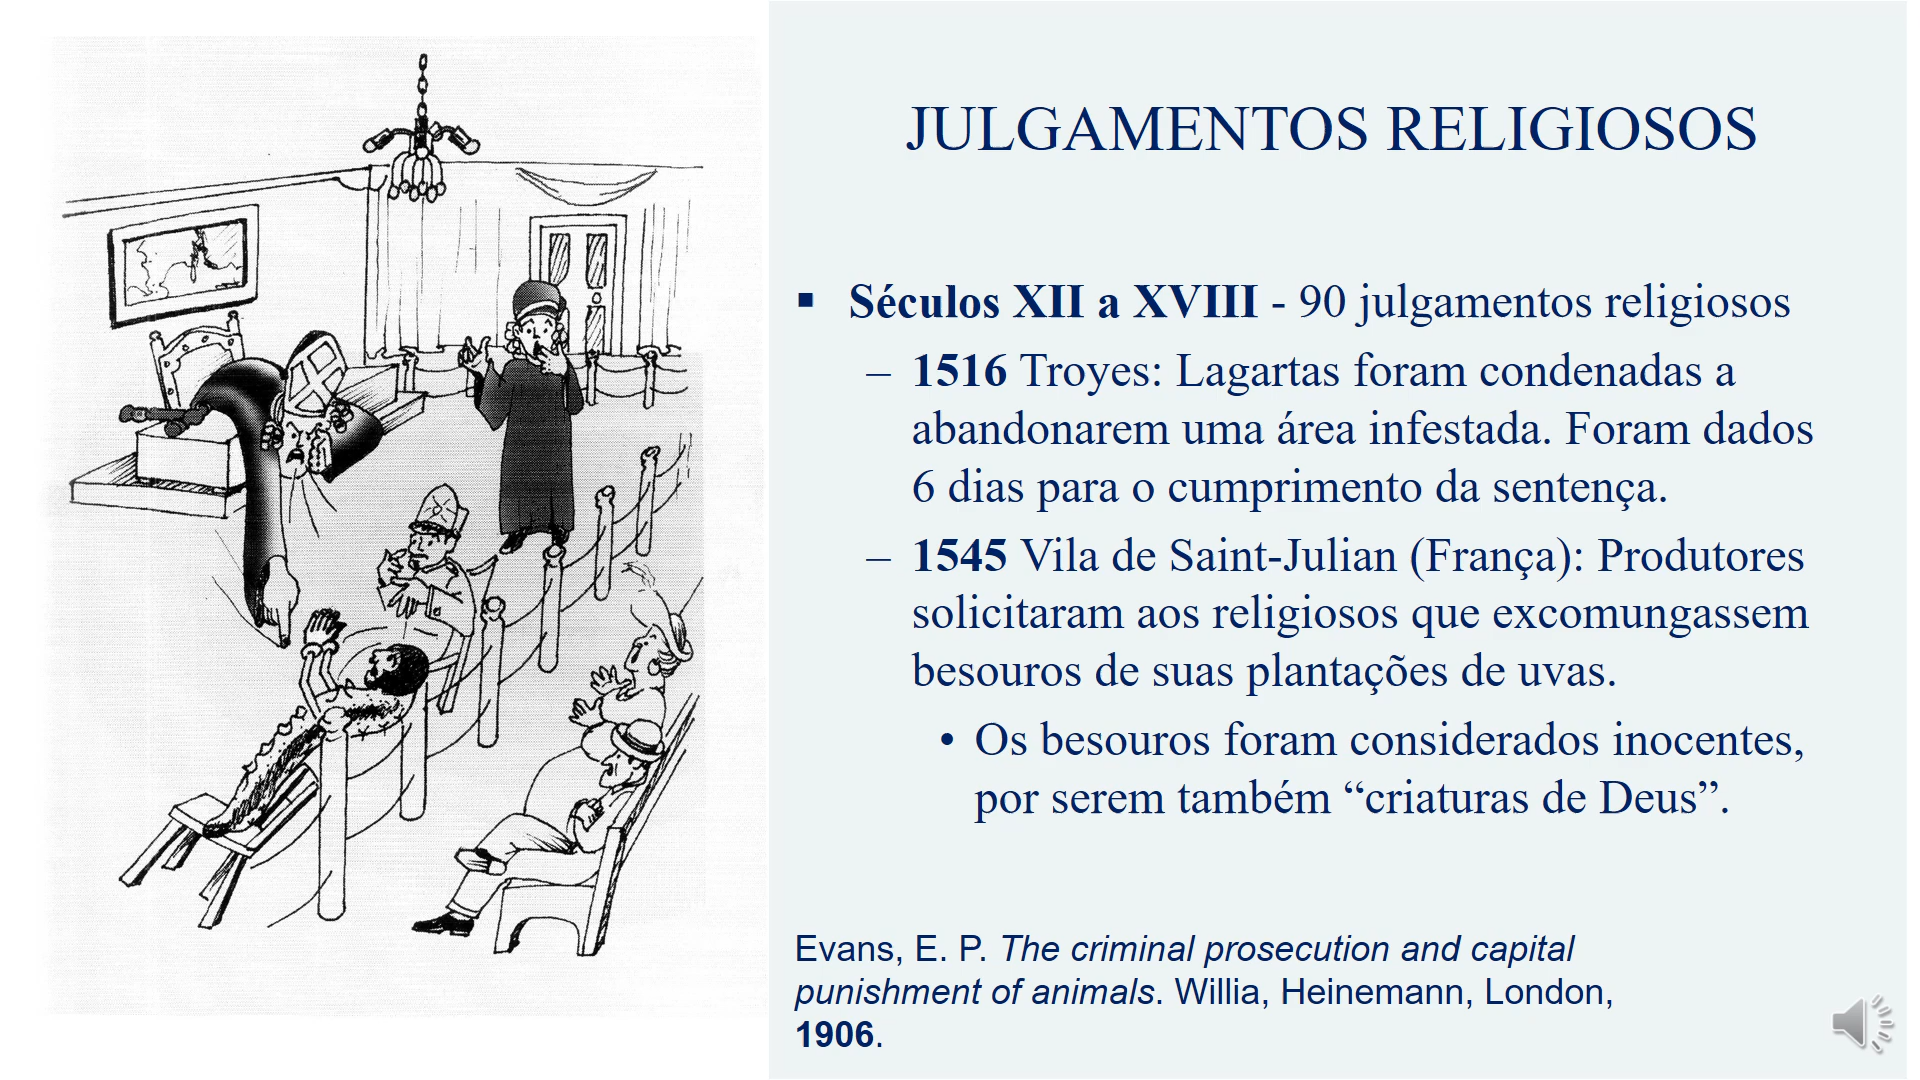 JULGAMENTOS RELIGIOSOS
▪ Séculos XII a XVIII - 90 julgamentos religiosos
– 1516 Troyes: Lagartas foram condenadas a
abandonarem uma área infestada. Foram dados
6 dias para o cumprimento da sentença.
– 1545 Vila de Saint-Julian (França): Produtores
solicitaram aos religiosos que excomungassem
besouros de suas plantações de uvas.
• Os besouros foram considerados inocentes,
por serem também “criaturas de Deus”.
Evans, E. P. The criminal prosecution and capital
punishment of animals. Willia, Heinemann, London,
1906.